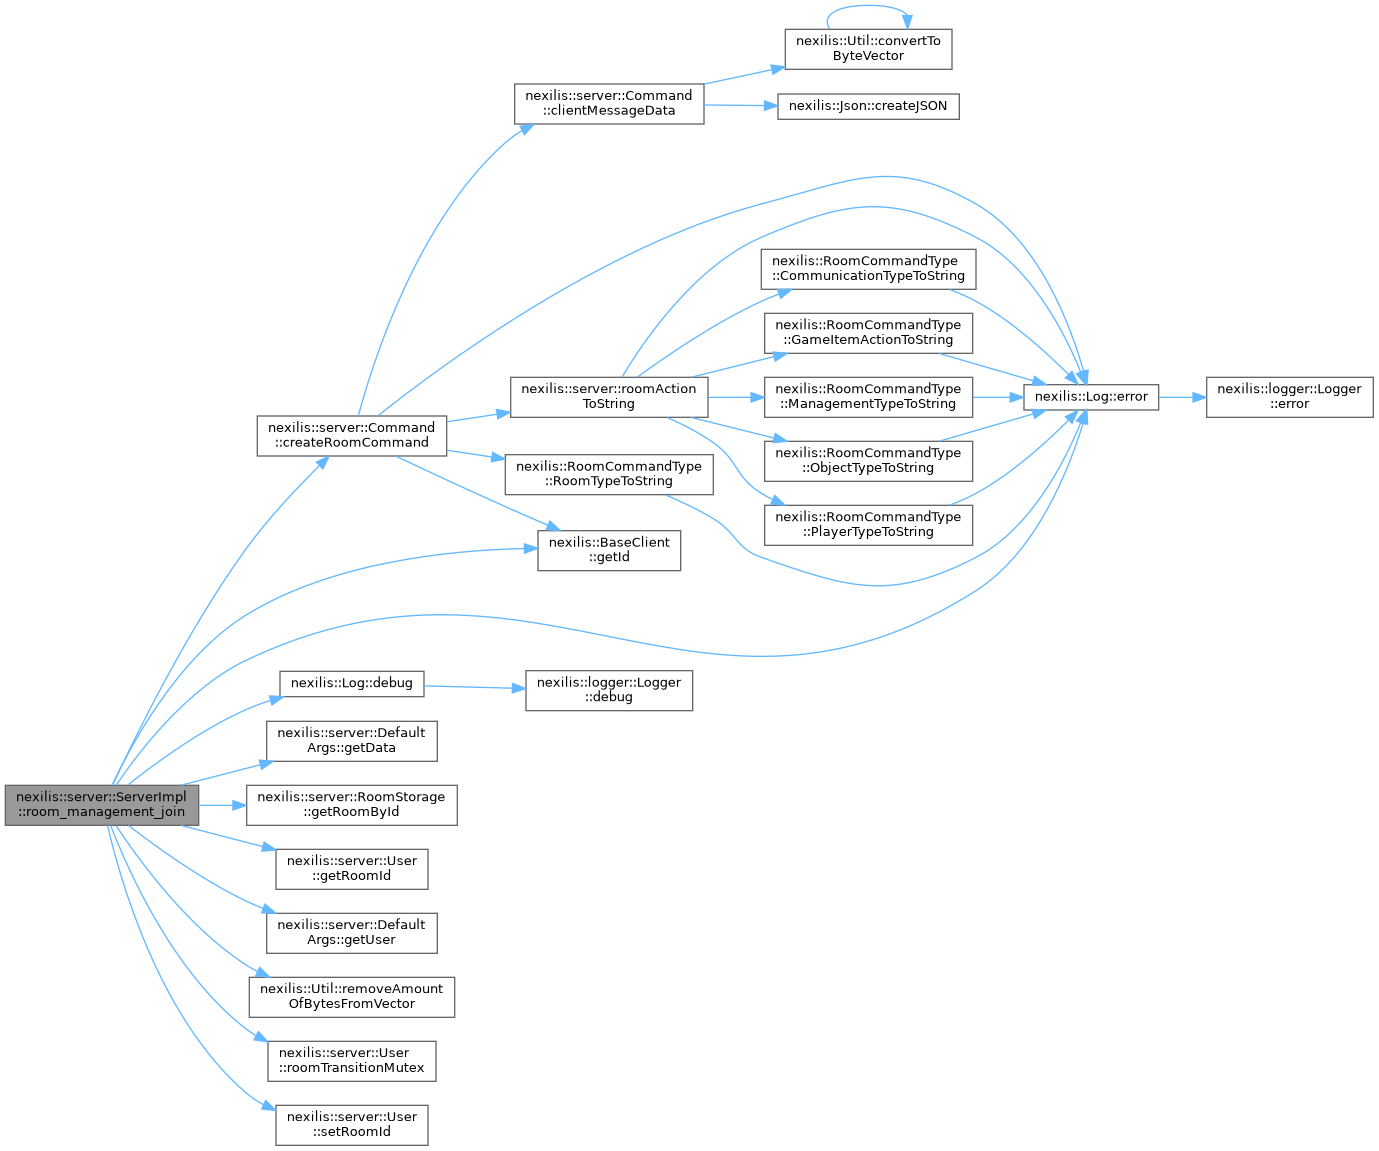 nexilis::Util::convertTo
ByteVector
nexilis::server::Command
::clientMessageData
nexilis::Json::createJSON
nexilis::RoomCommandType
::CommunicationTypeToString
nexilis::RoomCommandType
::GameItemActionToString
nexilis::server::roomAction
ToString
nexilis::RoomCommandType
::ManagementTypeToString
nexilis::Log::error
nexilis::logger::Logger
::error
nexilis::server::Command
::createRoomCommand
nexilis::RoomCommandType
::ObjectTypeToString
nexilis::RoomCommandType
::RoomTypeToString
nexilis::RoomCommandType
::PlayerTypeToString
nexilis::BaseClient
::getId
nexilis::Log::debug
nexilis::logger::Logger
::debug
nexilis::server::Default
Args::getData
nexilis::server::ServerImpl
::room_management_join
nexilis::server::RoomStorage
::getRoomById
nexilis::server::User
::getRoomId
nexilis::server::Default
Args::getUser
nexilis::Util::removeAmount
OfBytesFromVector
nexilis::server::User
::roomTransitionMutex
nexilis::server::User
::setRoomId